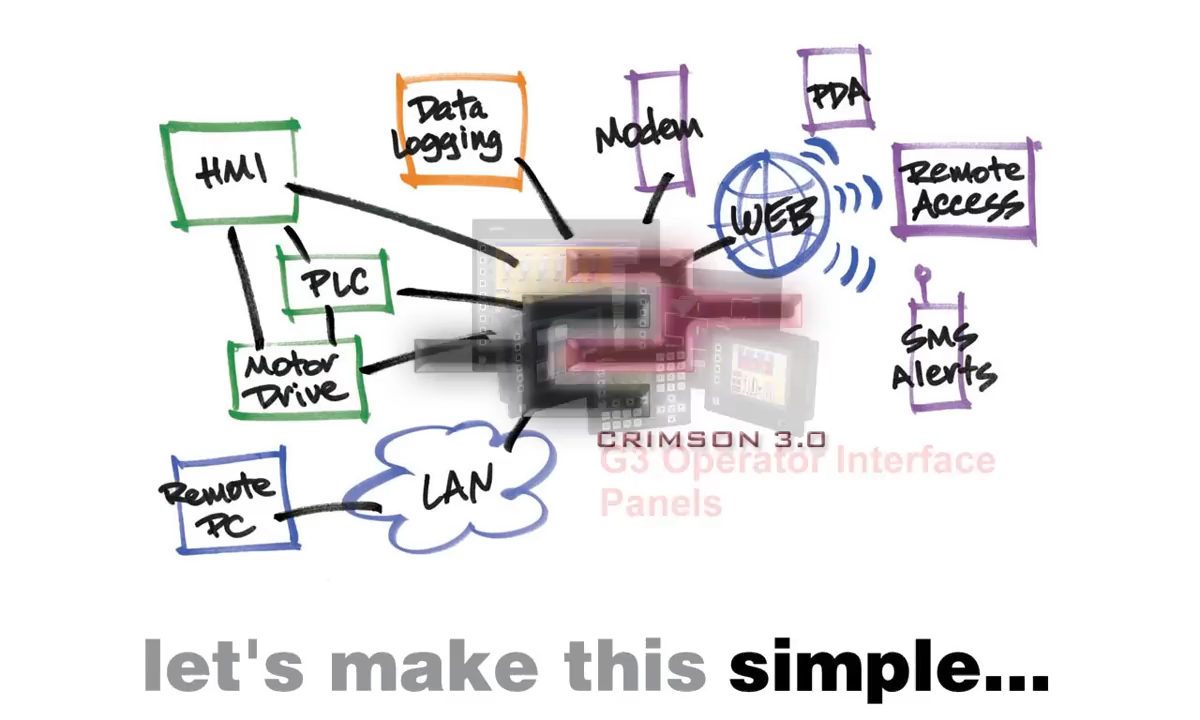 PDA
Data
Logging
Modem
HMI
Remote
Access
WEB
PLC
SMS
Alerts
Motor
Drive
CRIMSON 3.0
G3 Operator Interface
Panels
LAN
Remote
PC
let's make this simple...